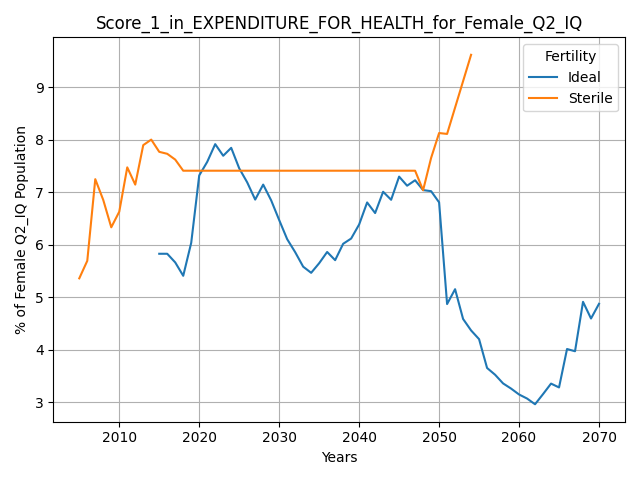 Score_1_in_EXPENDITURE_FOR_HEALTH_for_Female_Q2_IQ
Fertility
Ideal
Sterile
% of Female Q2_IQ Population
9
8
7
6
5
4
3
2010 2020 2030 2040 2050 2060 2070
Years